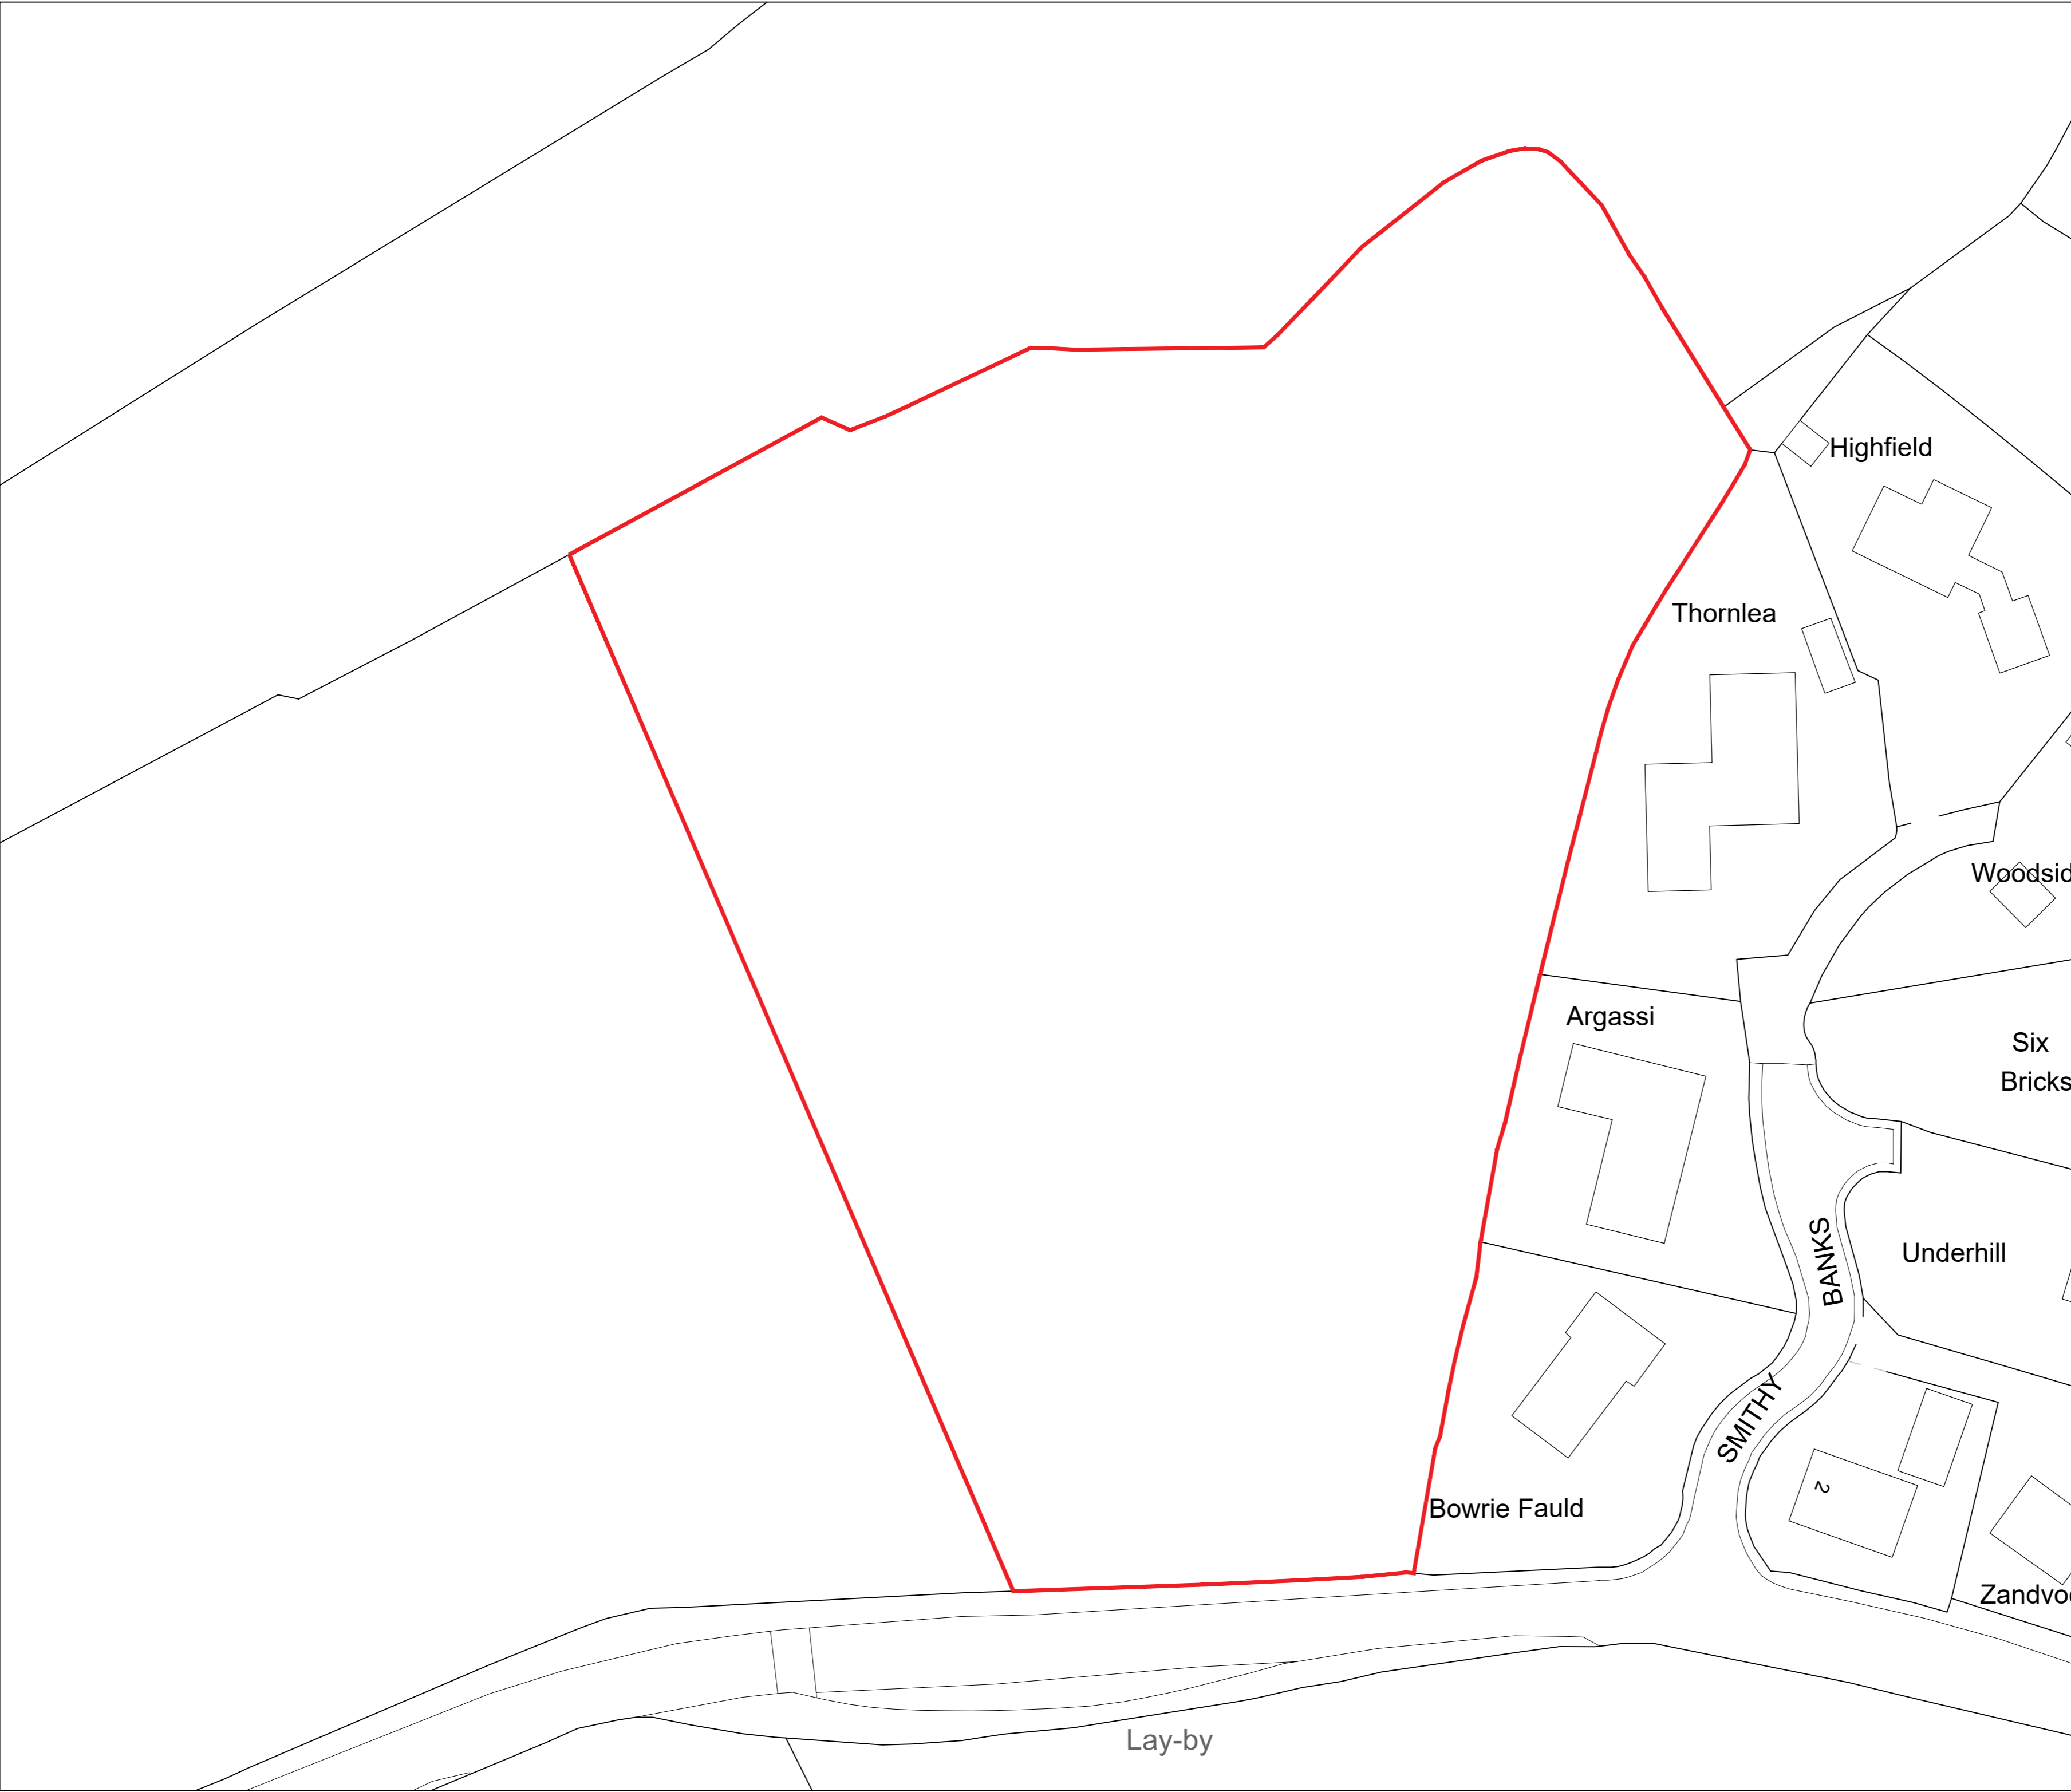 Highfield
Thornlea
Woodsid
Argassi
Six
Bricks
BANKS
Underhill
SMITHY
2
Bowrie Fauld
Zandvo
Lay-by